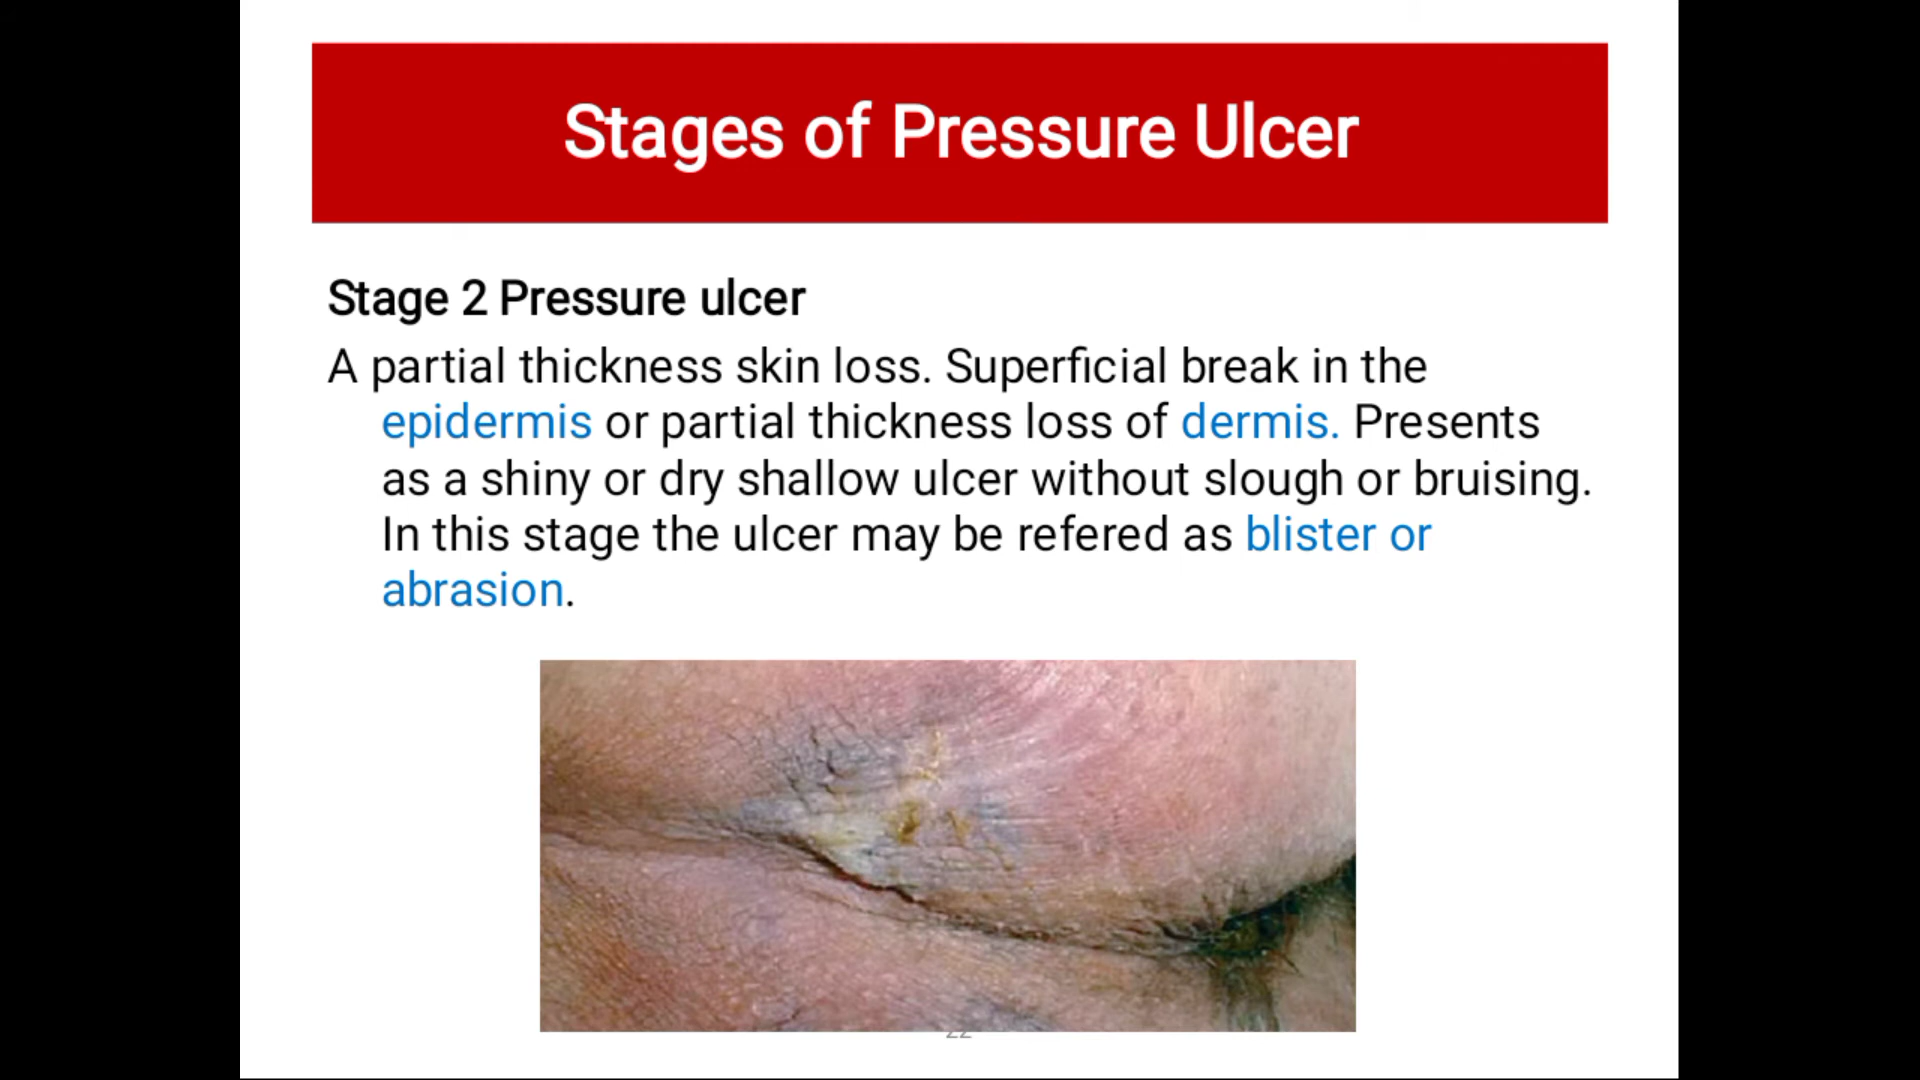 Stages of Pressure Ulcer
Stage 2 Pressure ulcer
A partial thickness skin loss. Superficial break in the
epidermis or partial thickness loss of dermis. Presents
as a shiny or dry shallow ulcer without slough or bruising.
In this stage the ulcer may be refered as blister or
abrasion.
22